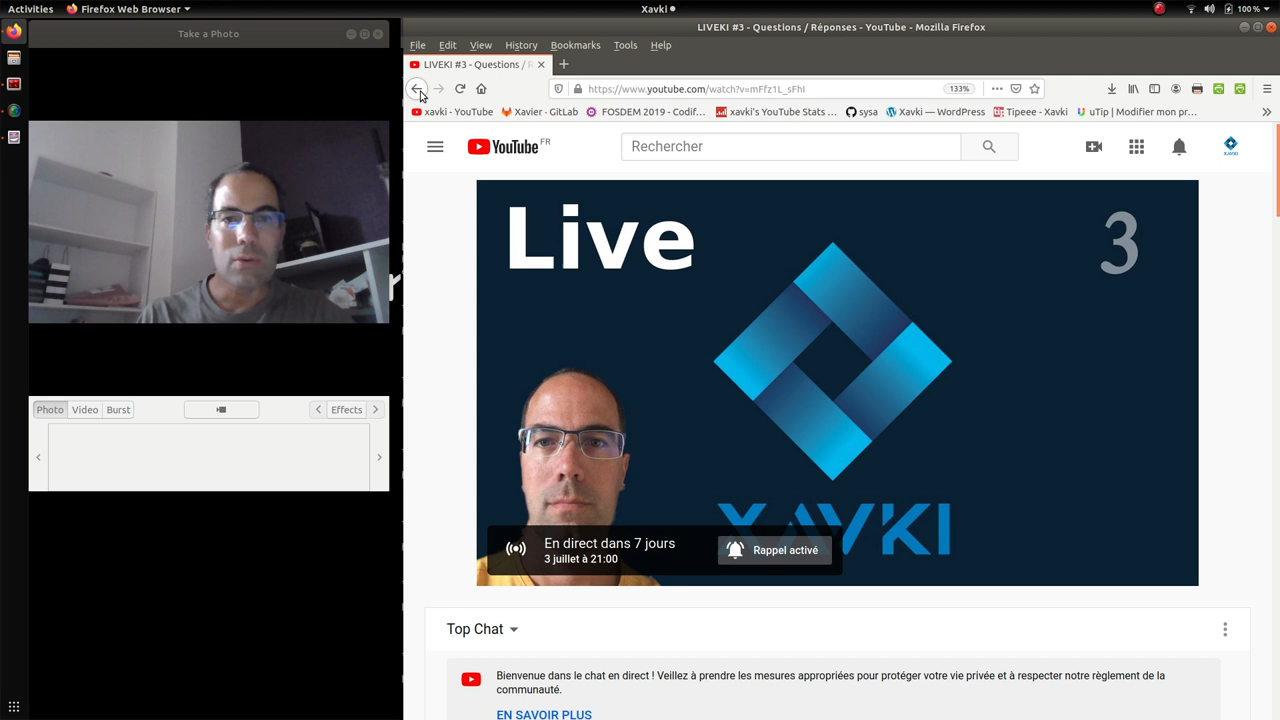 Activities
Firefox Web Browser
Xavki
100 %
Take a Photo
LIVEKI #3 - Questions / Réponses - YouTube - Mozilla Firefox
File Edit View History Bookmarks Tools Help
LIVEKI #3 - Questions / R
https://www.youtube.com/watch?v=mFfz1L_sFhI
133%
xavki - YouTube
Xavier - GitLab
FOSDEM 2019 - Codif…
xavki's YouTube Stats …
sysa
Xavki — WordPress
Tipeee - Xavki
uTip | Modifier mon pr…
YouTube FR
Rechercher
Live
3
XAVKI
En direct dans 7 jours
3 juillet à 21:00
Rappel activé
Photo Video Burst
Effects
Top Chat
Bienvenue dans le chat en direct ! Veillez à prendre les mesures appropriées pour protéger votre vie privée et à respecter notre règlement de la
communauté.
EN SAVOIR PLUS